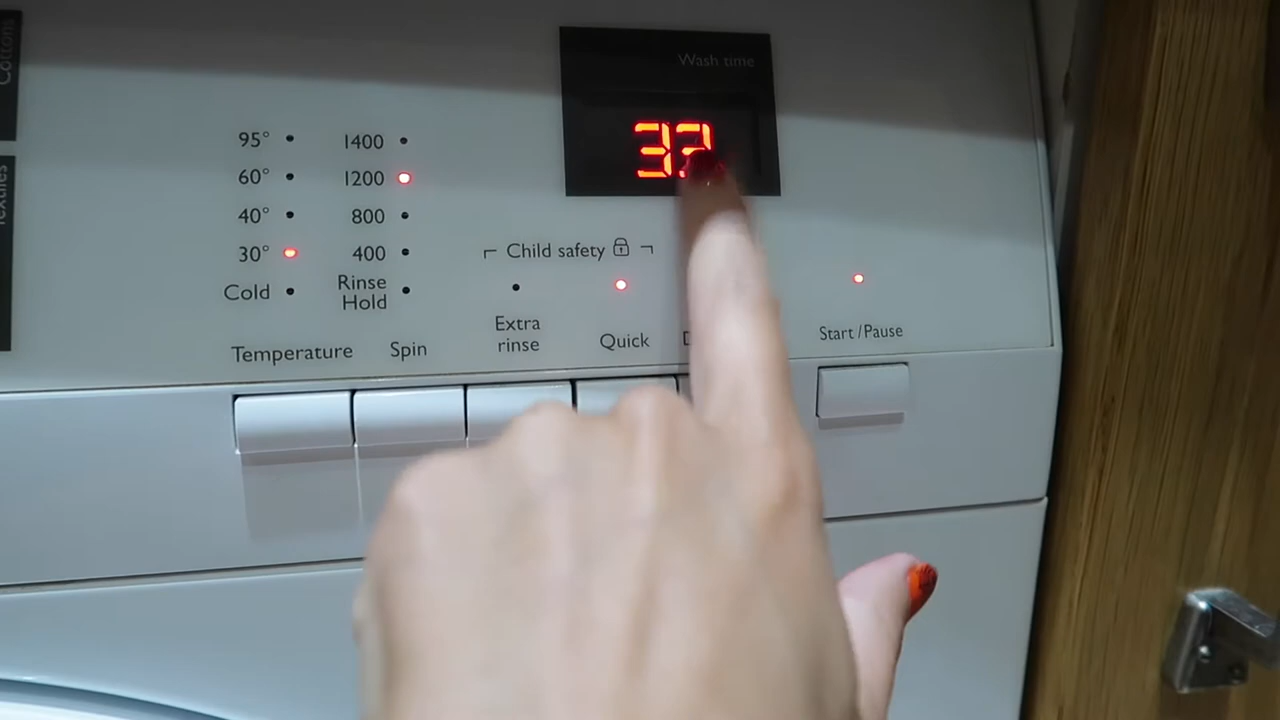 Cottons
Wash time
95°
60°
40°
30°
Cold
Temperature
1400
1200
800
400
Rinse
Hold
Spin
Child safety
Extra
rinse
Quick
Start/Pause